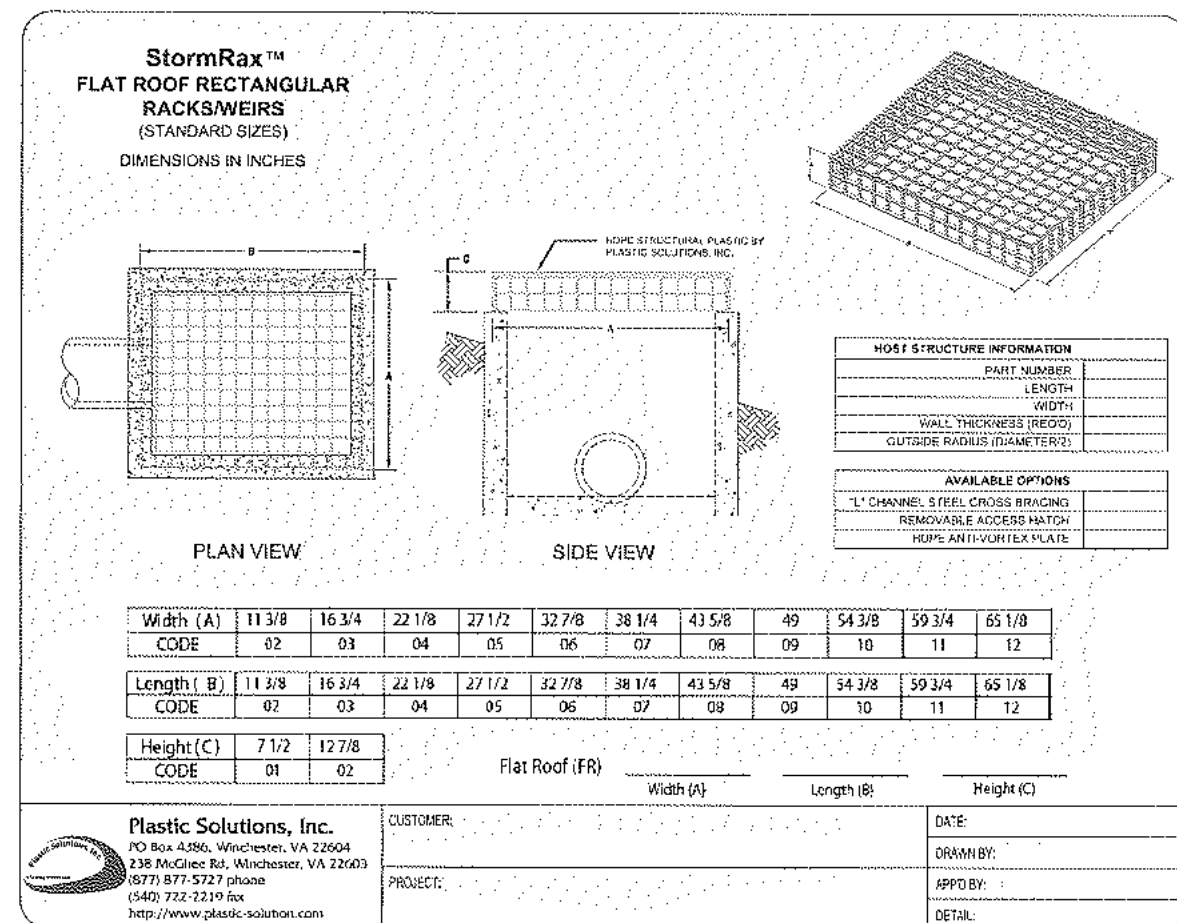 StormRax™
FLAT ROOF RECTANGULAR
RACKS/WEIRS
(STANDARD SIZES)
DIMENSIONS IN INCHES
A
B
B
C
HDPE STRUCTURAL PLASTIC BY
PLASTIC SOLUTIONS, INC.
A
A
HOST STRUCTURE INFORMATION
PART NUMBER
LENGTH
WIDTH
WALL THICKNESS (REQ'D)
OUTSIDE RADIUS (DIAMETER/2)
AVAILABLE OPTIONS
"L" CHANNEL STEEL CROSS BRACING
REMOVABLE ACCESS HATCH
HDPE ANTI-VORTEX PLATE
PLAN VIEW
SIDE VIEW
Width (A) 11 3/8 16 3/4 22 1/8 27 1/2 32 7/8 38 1/4 43 5/8 49 54 3/8 59 3/4 65 1/8
CODE 02 03 04 05 06 07 08 09 10 11 12
Length (B) 11 3/8 16 3/4 22 1/8 27 1/2 32 7/8 38 1/4 43 5/8 49 54 3/8 59 3/4 65 1/8
CODE 02 03 04 05 06 07 08 09 10 11 12
Height (C) 7 1/2 12 7/8
CODE 01 02
Flat Roof (FR)
Width (A) Length (B) Height (C)
Plastic Solutions, Inc.
Plastic Solutions, Inc.
PO Box 4386, Winchester, VA 22604
238 McGhee Rd, Winchester, VA 22603
(877) 877-5727 phone
(540) 722-2219 fax
http://www.plastic-solution.com
CUSTOMER:
PROJECT:
DATE:
DRAWN BY:
APP'D BY:
DETAIL: